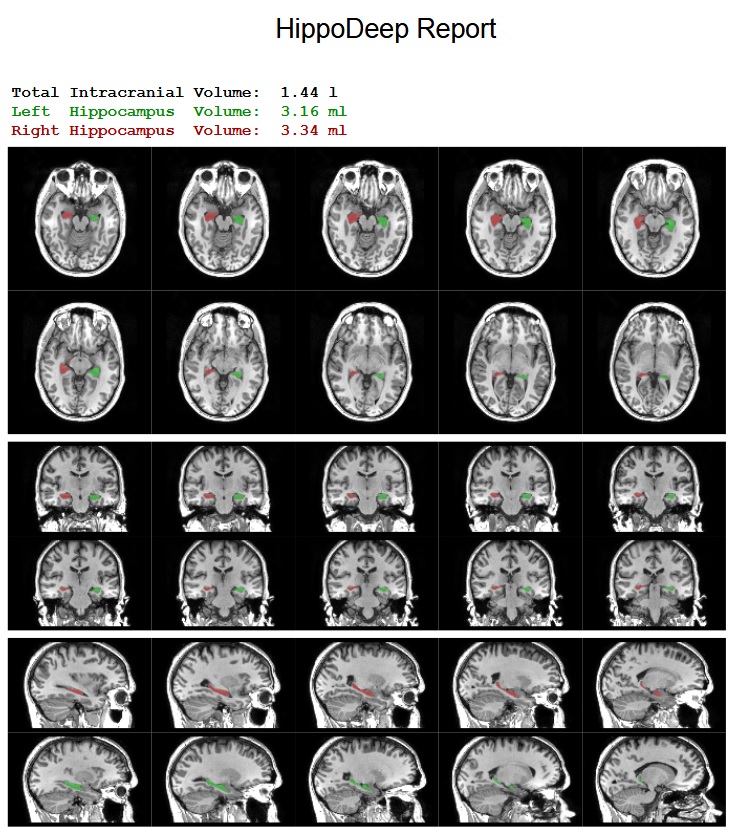 HippoDeep Report
Total Intracranial Volume: 1.44 l
Left Hippocampus Volume: 3.16 ml
Right Hippocampus Volume: 3.34 ml